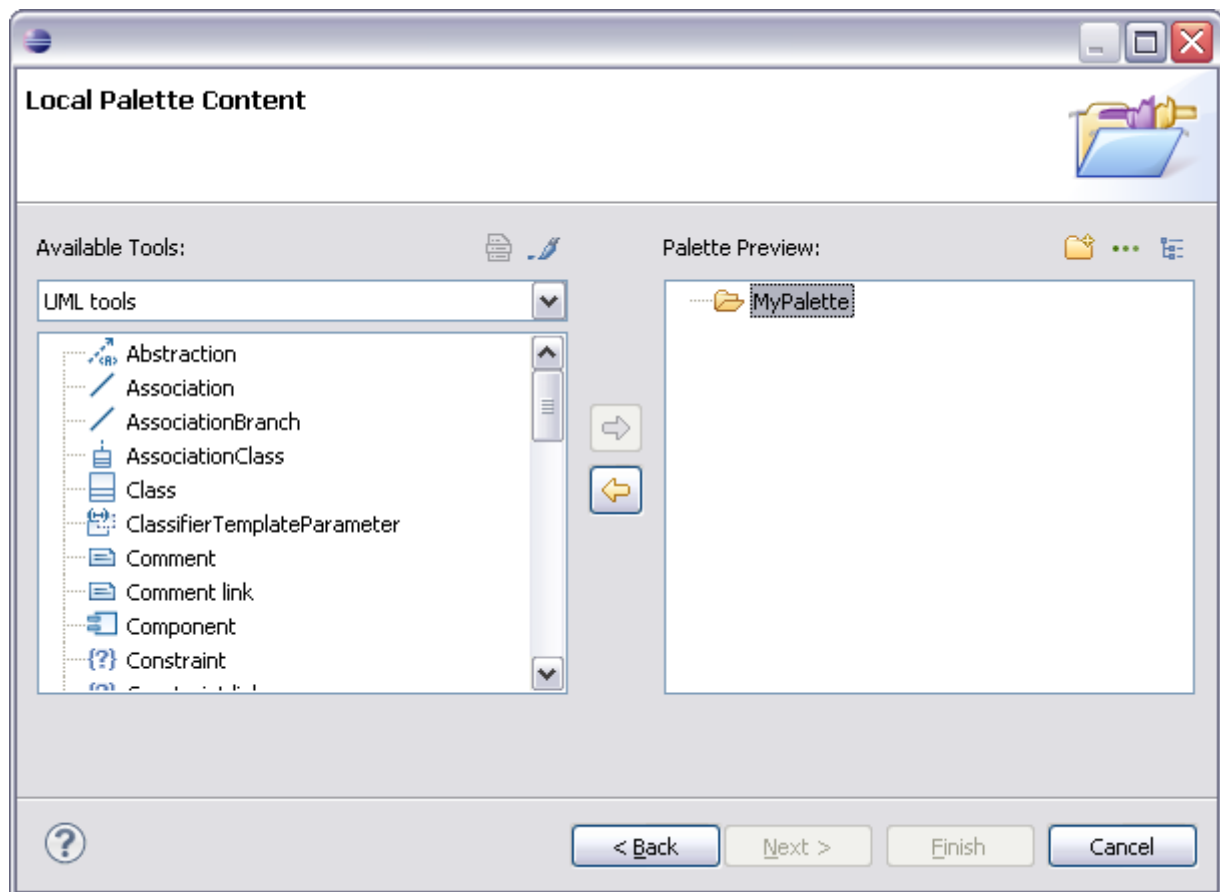 Local Palette Content
Available Tools:
Palette Preview:
UML tools
MyPalette
<A>
Abstraction
Association
AssociationBranch
AssociationClass
Class
ClassifierTemplateParameter
Comment
Comment link
Component
{?} Constraint
< Back
Next >
Finish
Cancel